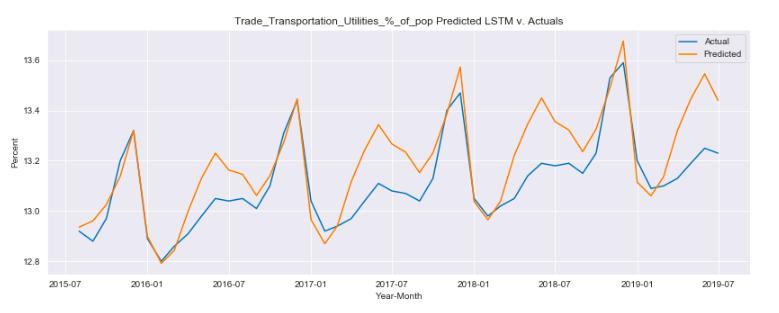 Trade_Transportation_Utilities_%_of_pop Predicted LSTM v. Actuals
Actual
Predicted
13.6
13.4
13.2
13.0
12.8
Percent
2015-07
2016-01
2016-07
2017-01
2017-07
2018-01
2018-07
2019-01
2019-07
Year-Month